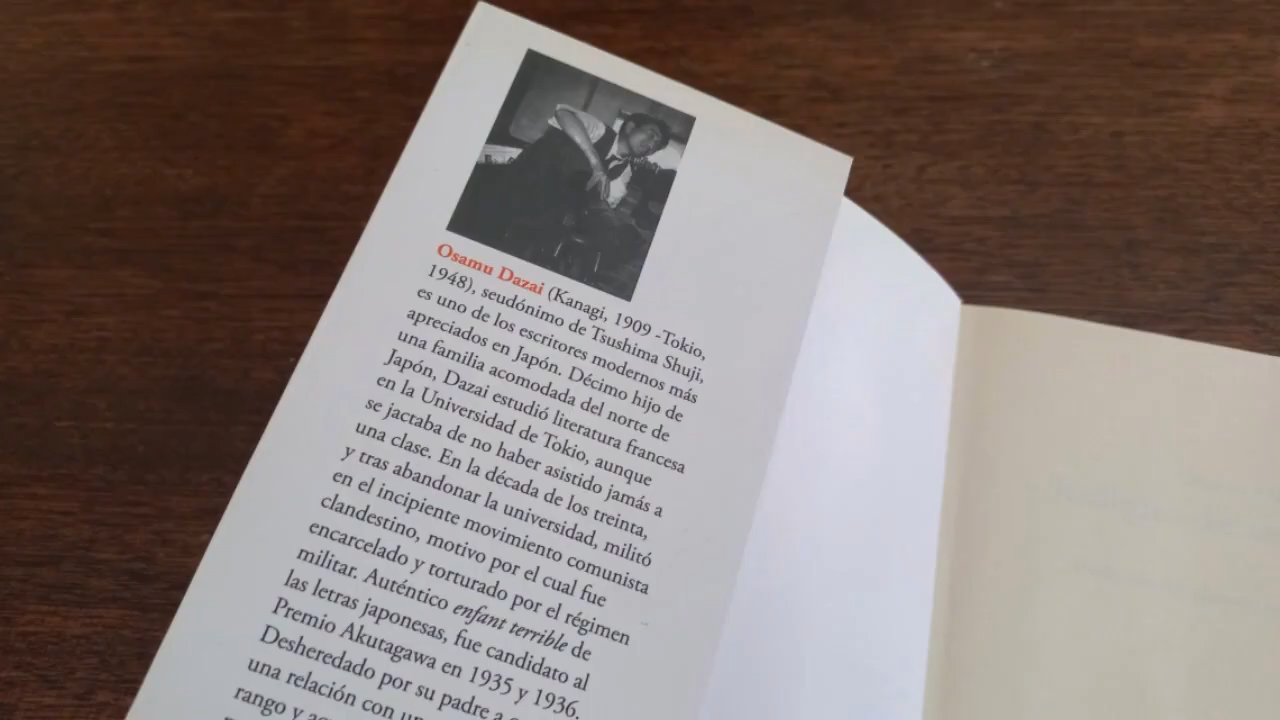 Osamu Dazai (Kanagi, 1909 -Tokio,
1948), seudónimo de Tsushima Shuji,
es uno de los escritores modernos más
apreciados en Japón. Décimo hijo de
una familia acomodada del norte de
Japón, Dazai estudió literatura francesa
en la Universidad de Tokio, aunque
se jactaba de no haber asistido jamás a
una clase. En la década de los treinta,
y tras abandonar la universidad, militó
en el incipiente movimiento comunista
clandestino, motivo por el cual fue
encarcelado y torturado por el régimen
militar. Auténtico enfant terrible de
las letras japonesas, fue candidato al
Premio Akutagawa en 1935 y 1936.
Desheredado por su padre a
una relación con
rango y